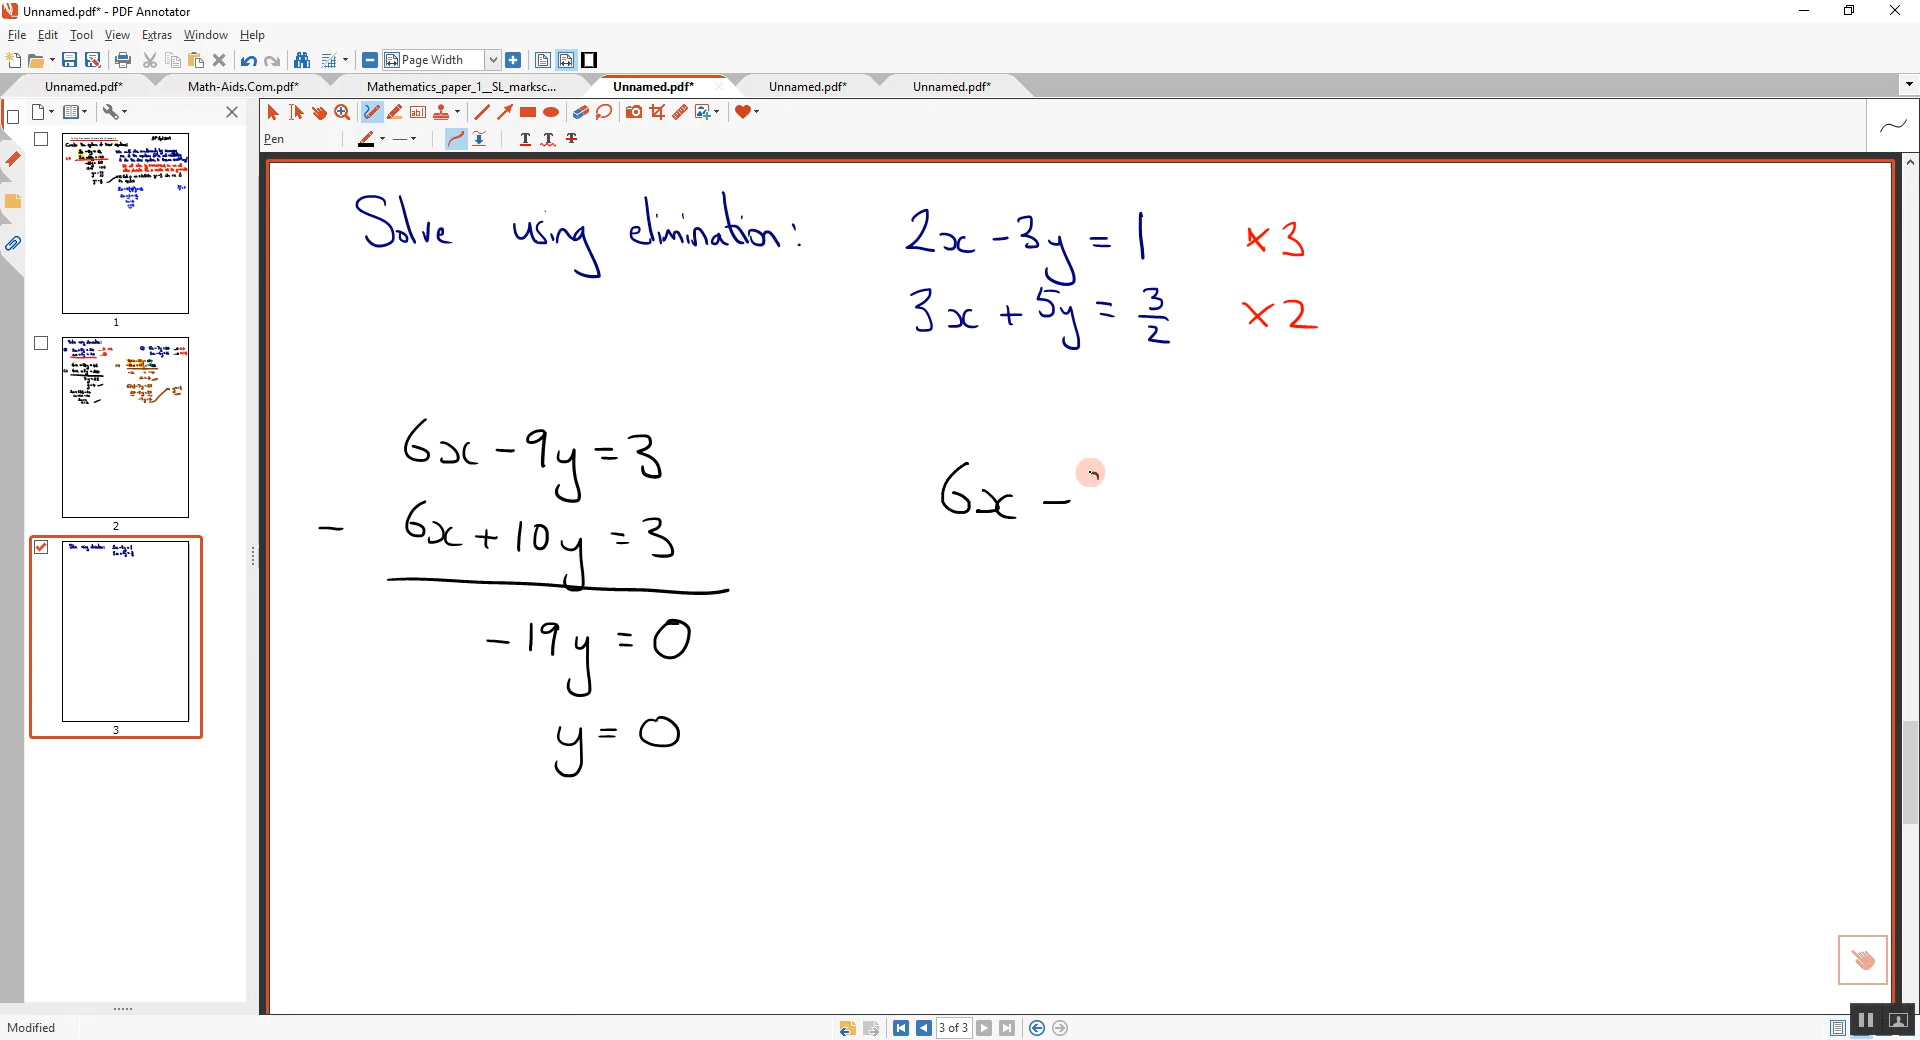 Unnamed.pdf* - PDF Annotator
File Edit Tool View Extras Window Help
Page Width
Unnamed.pdf* Math-Aids.Com.pdf* Mathematics_paper_1__SL_marksc... Unnamed.pdf* Unnamed.pdf* Unnamed.pdf*
Pen
1
2
3
Solve using elimination: 2x - 3y = 1 × 3
3x + 5y = 3/2 × 2
6x - 9y = 3
- 6x + 10y = 3
- 19y = 0
y = 0
6x -
Modified
3 of 3